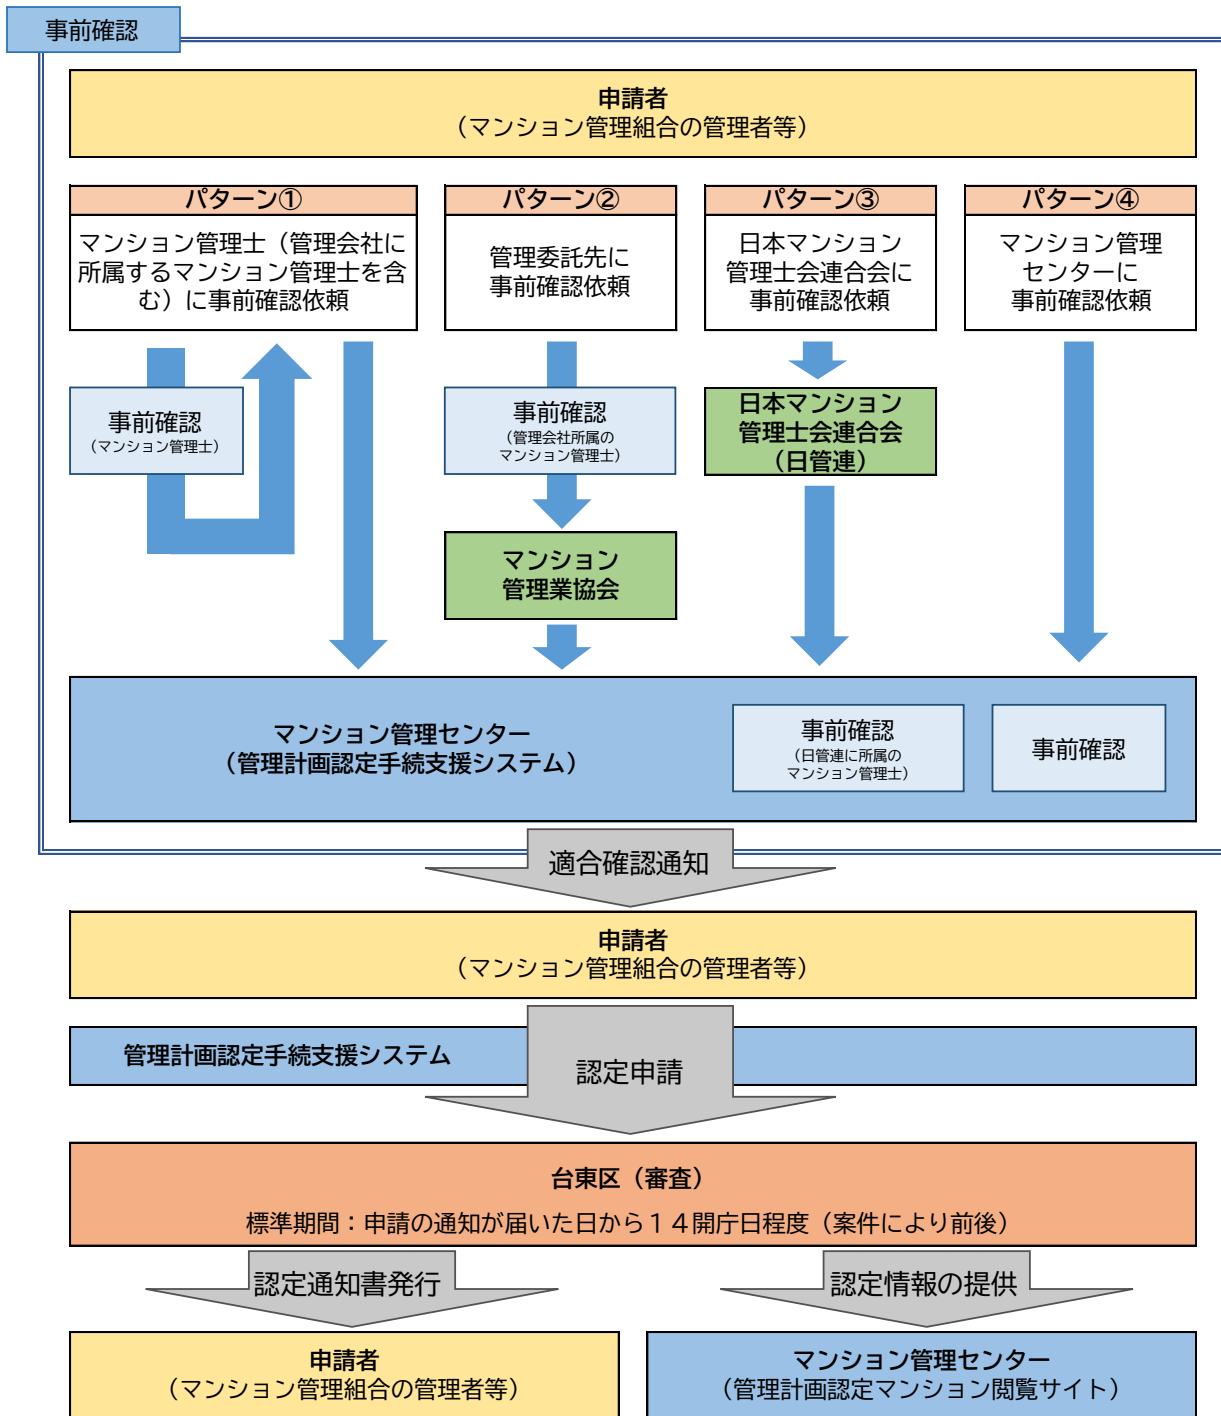 事前確認
申請者
（マンション管理組合の管理者等）
パターン①
マンション管理士（管理会社に
所属するマンション管理士を含
む）に事前確認依頼
パターン②
管理委託先に
事前確認依頼
パターン③
日本マンション
管理士会連合会に
事前確認依頼
パターン④
マンション管理
センターに
事前確認依頼
事前確認
（マンション管理士）
事前確認
（管理会社所属の
マンション管理士）
日本マンション
管理士会連合会
（日管連）
マンション
管理業協会
マンション管理センター
（管理計画認定手続支援システム）
事前確認
（日管連に所属の
マンション管理士）
事前確認
適合確認通知
申請者
（マンション管理組合の管理者等）
管理計画認定手続支援システム
認定申請
台東区（審査）
標準期間：申請の通知が届いた日から１４開庁日程度（案件により前後）
認定通知書発行
認定情報の提供
申請者
（マンション管理組合の管理者等）
マンション管理センター
（管理計画認定マンション閲覧サイト）